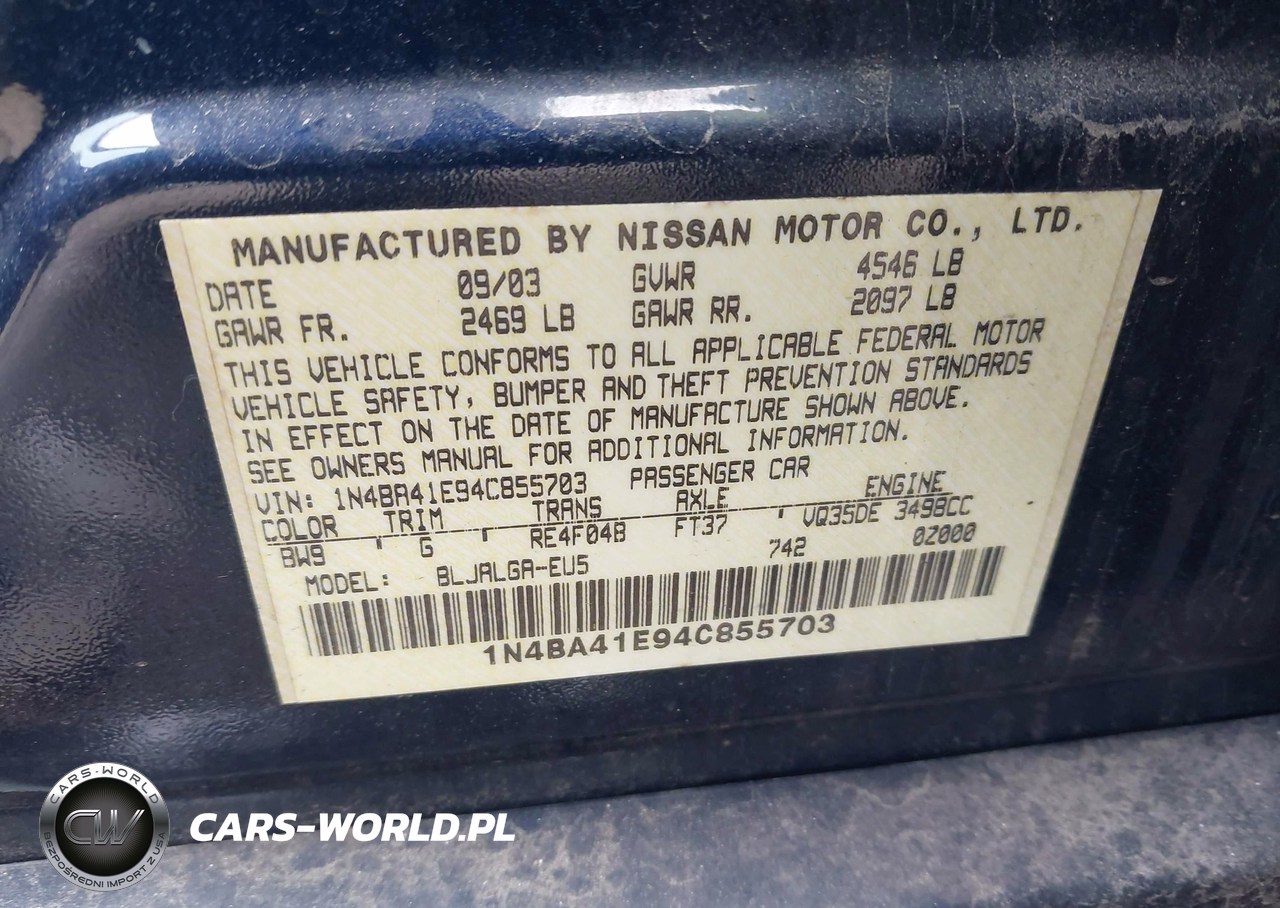 MANUFACTURED BY NISSAN MOTOR CO., LTD.
DATE 09/03 GVWR 4546 LB
GAWR FR. 2469 LB GAWR RR. 2097 LB
THIS VEHICLE CONFORMS TO ALL APPLICABLE FEDERAL MOTOR
VEHICLE SAFETY, BUMPER AND THEFT PREVENTION STANDARDS
IN EFFECT ON THE DATE OF MANUFACTURE SHOWN ABOVE.
SEE OWNERS MANUAL FOR ADDITIONAL INFORMATION.
VIN: 1N4BA41E94C855703 PASSENGER CAR
COLOR TRIM TRANS AXLE ENGINE
BW9 ' G ' RE4F04B FT37 ' VQ35DE 3498CC
MODEL: BLJALGA-EU5 742 0Z000
1N4BA41E94C855703
CARS-WORLD
CW
BEZPOŚREDNI IMPORT Z USA
CARS-WORLD.PL